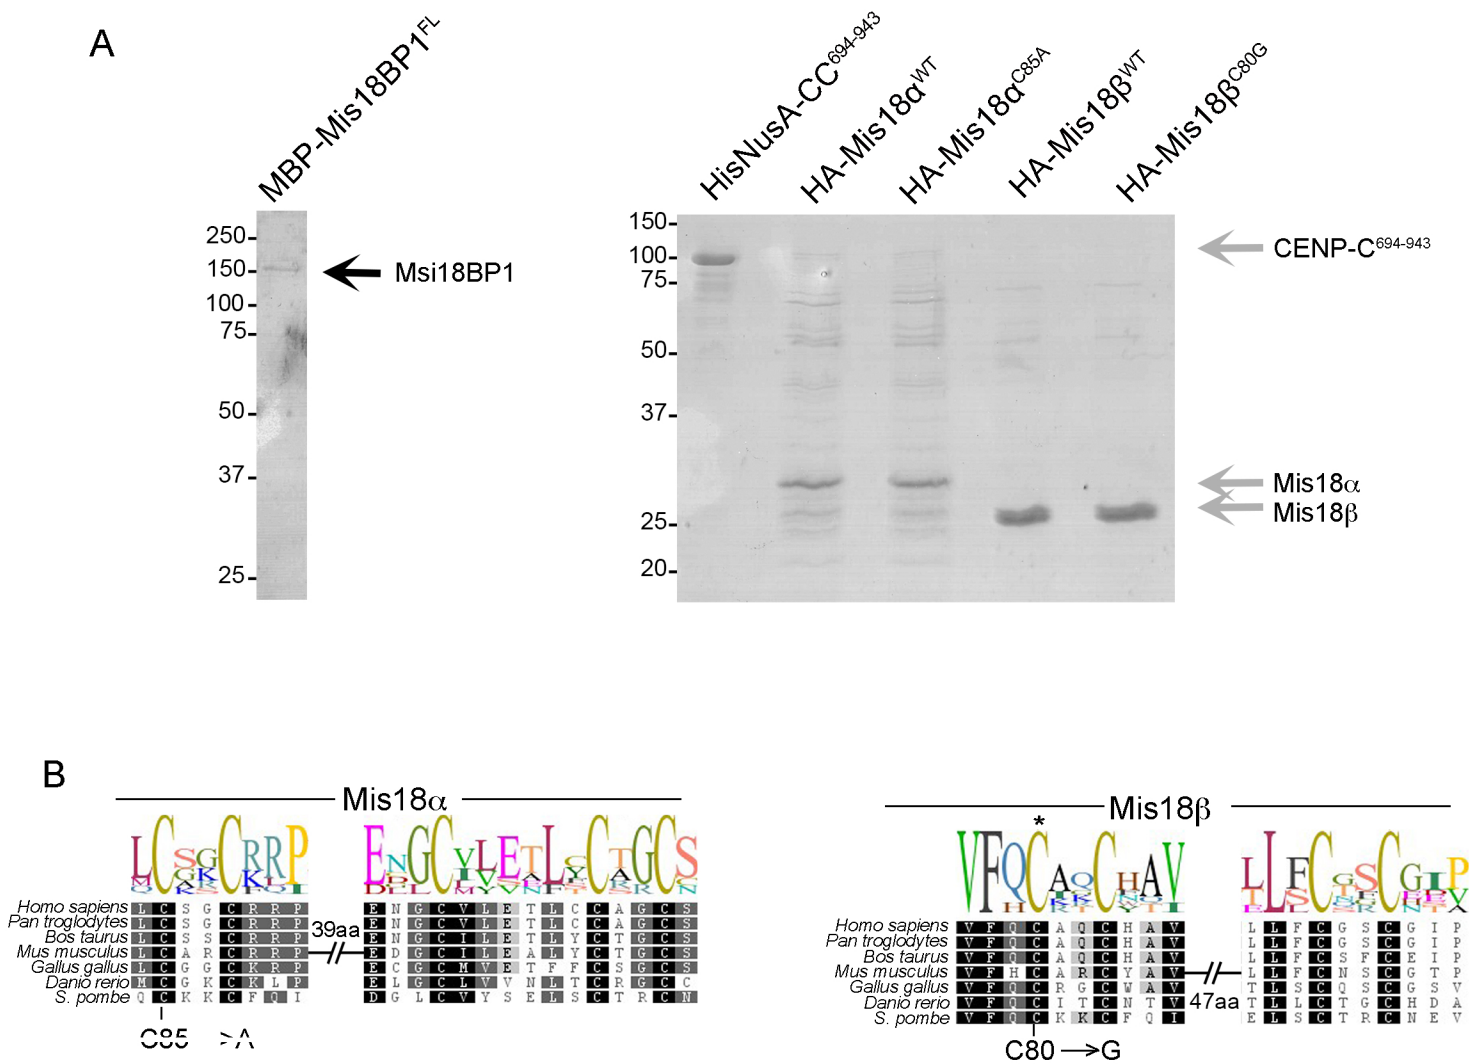 A
MBP-Mis18BP1FL
HisNusA-CC694-943
HA-Mis18αWT
HA-Mis18αC85A
HA-Mis18βWT
HA-Mis18βC80G
250
150
100
75
50
37
25
Msi18BP1
150
100
75
50
37
25
20
CENP-C694-943
Mis18α
Mis18β
B
Mis18α
Homo sapiens L C S G C R R P E N G C V L E T L C C A G C S
Pan troglodytes L C S G C R R P E N G C V L E T L C C A G C S
Bos taurus L C S S C R R P E N G C I L E T L Y C T G C S
Mus musculus L C A R C R R P 39aa E D G C I L E A L Y C T G C S
Gallus gallus L C G G C K R P E C G C M V E T F F C S G C S
Danio rerio M C G K C K L P E L G C L V V N L T C R G C C
S. pombe Q C K K C F Q I D G L C V Y S E L S C T R C N
C85 >A
Mis18β
*
Homo sapiens V F Q C A Q C H A V L L F C G S C G I P
Pan troglodytes V F Q C A Q C H A V L L F C G S C G I P
Bos taurus V F Q C A Q C H A V L L F C S F C E I P
Mus musculus V F H C A R C Y A V L L F C N S C G T P
Gallus gallus V F Q C R G C W A V T L S C Q S C G V
Danio rerio V F Q C I T C N T V 47aa T L L C T G C H D A
S. pombe V F Q C K K C F Q I E L S C T R C N E V
C80 →G